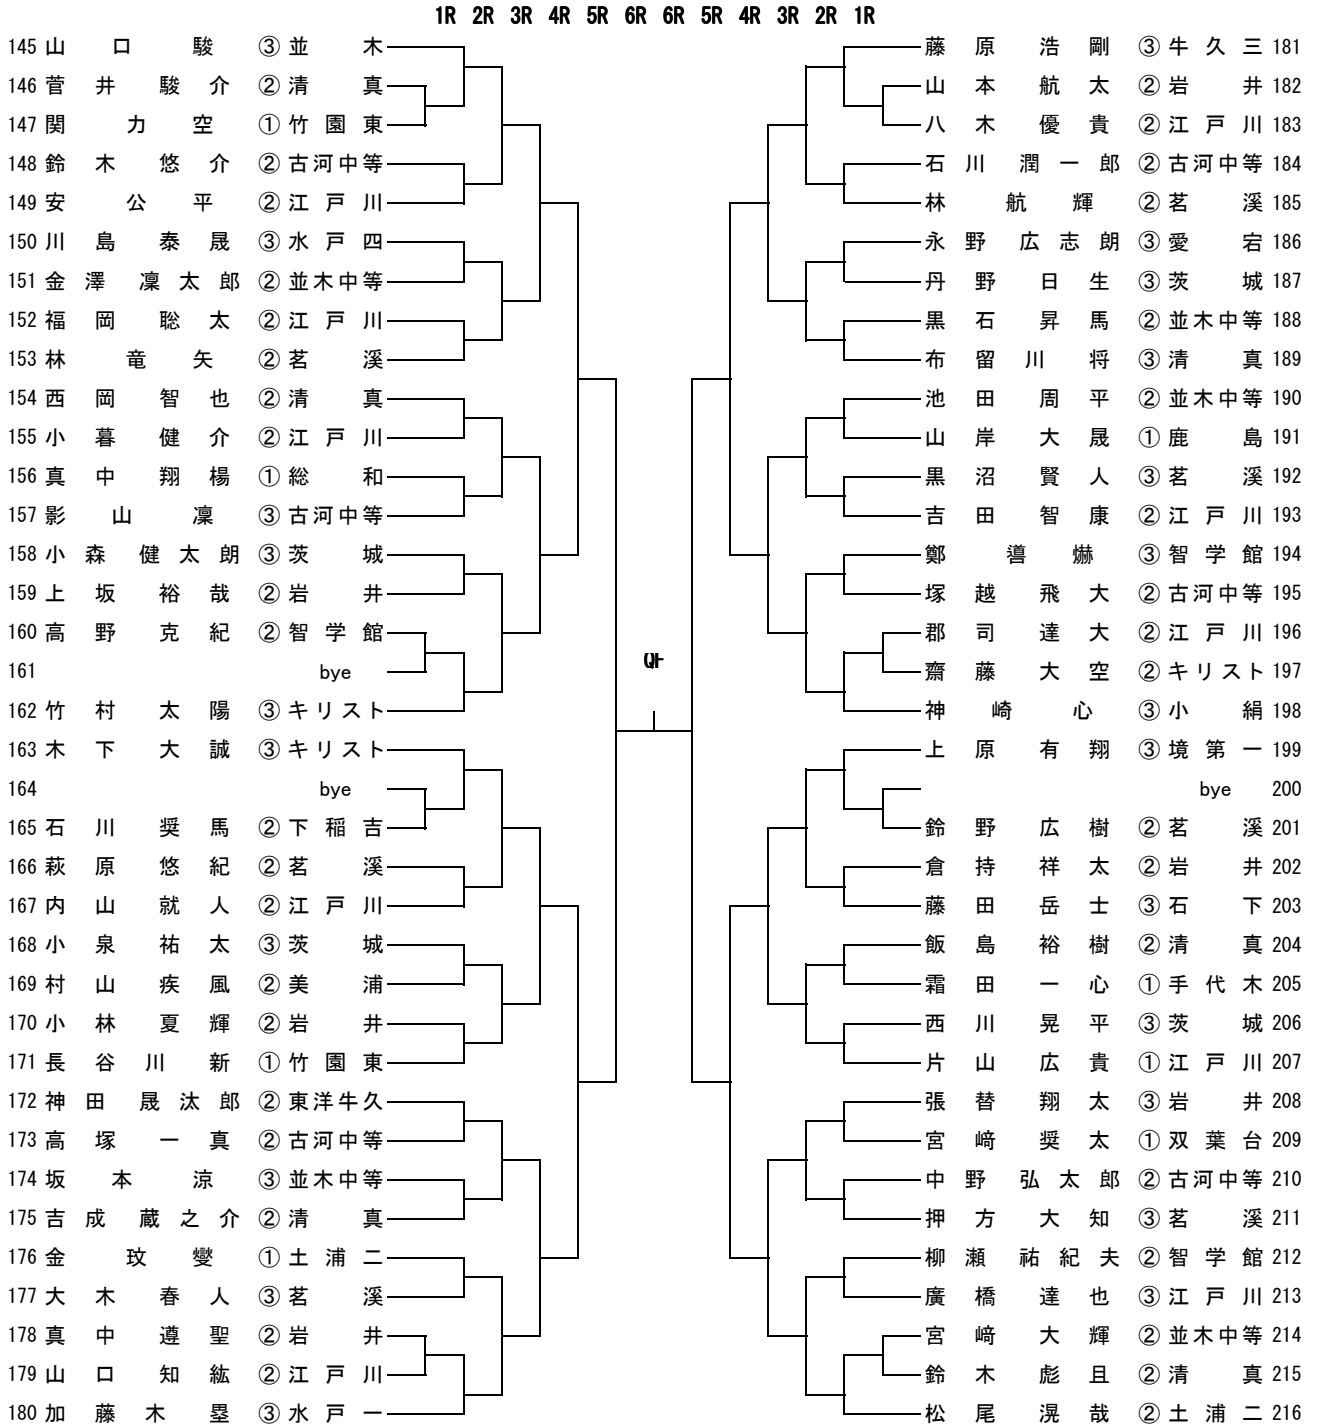 1R 2R 3R 4R 5R 6R 6R 5R 4R 3R 2R 1R
145 山口駿 ③ 並木 藤原浩剛 ③ 牛久三 181
146 菅井駿介 ② 清真 山本航太 ② 岩井 182
147 関力空 ① 竹園東 八木優貴 ② 江戸川 183
148 鈴木悠介 ② 古河中等 石川潤一郎 ② 古河中等 184
149 安公平 ② 江戸川 林航輝 ② 茗溪 185
150 川島泰晟 ③ 水戸四 永野広志朗 ③ 愛宕 186
151 金澤凜太郎 ② 並木中等 丹野日生 ③ 茨城 187
152 福岡聡太 ② 江戸川 黒石昇馬 ② 並木中等 188
153 林竜矢 ② 茗溪 布留川将 ③ 清真 189
154 西岡智也 ② 清真 池田周平 ② 並木中等 190
155 小暮健介 ② 江戸川 山岸大晟 ① 鹿島 191
156 真中翔楊 ① 総和 黒沼賢人 ③ 茗溪 192
157 影山凜 ③ 古河中等 吉田智康 ② 江戸川 193
158 小森健太朗 ③ 茨城 鄭 ③ 智学館 194
159 上坂裕哉 ② 岩井 塚越飛大 ② 古河中等 195
160 高野克紀 ② 智学館 郡司達大 ② 江戸川 196
161 bye 齋藤大空 ② キリスト 197
QF
162 竹村太陽 ③ キリスト 神崎心 ③ 小絹 198
163 木下大誠 ③ キリスト 上原有翔 ③ 境第一 199
164 bye bye 200
165 石川奨馬 ② 下稲吉 鈴野広樹 ② 茗溪 201
166 萩原悠紀 ② 茗溪 倉持祥太 ② 岩井 202
167 内山就人 ② 江戸川 藤田岳士 ③ 石下 203
168 小泉祐太 ③ 茨城 飯島裕樹 ② 清真 204
169 村山疾風 ② 美浦 霜田一心 ① 手代木 205
170 小林夏輝 ② 岩井 西川晃平 ③ 茨城 206
171 長谷川新 ① 竹園東 片山広貴 ① 江戸川 207
172 神田晟汰郎 ② 東洋牛久 張替翔太 ③ 岩井 208
173 高塚一真 ② 古河中等 宮﨑奨太 ① 双葉台 209
174 坂本涼 ③ 並木中等 中野弘太郎 ② 古河中等 210
175 吉成蔵之介 ② 清真 押方大知 ③ 茗溪 211
176 金玟燮 ① 土浦二 柳瀬祐紀夫 ② 智学館 212
177 大木春人 ③ 茗溪 廣橋達也 ③ 江戸川 213
178 真中遵聖 ② 岩井 宮﨑大輝 ② 並木中等 214
179 山口知紘 ② 江戸川 鈴木彪且 ② 清真 215
180 加藤木塁 ③ 水戸一 松尾滉哉 ② 土浦二 216